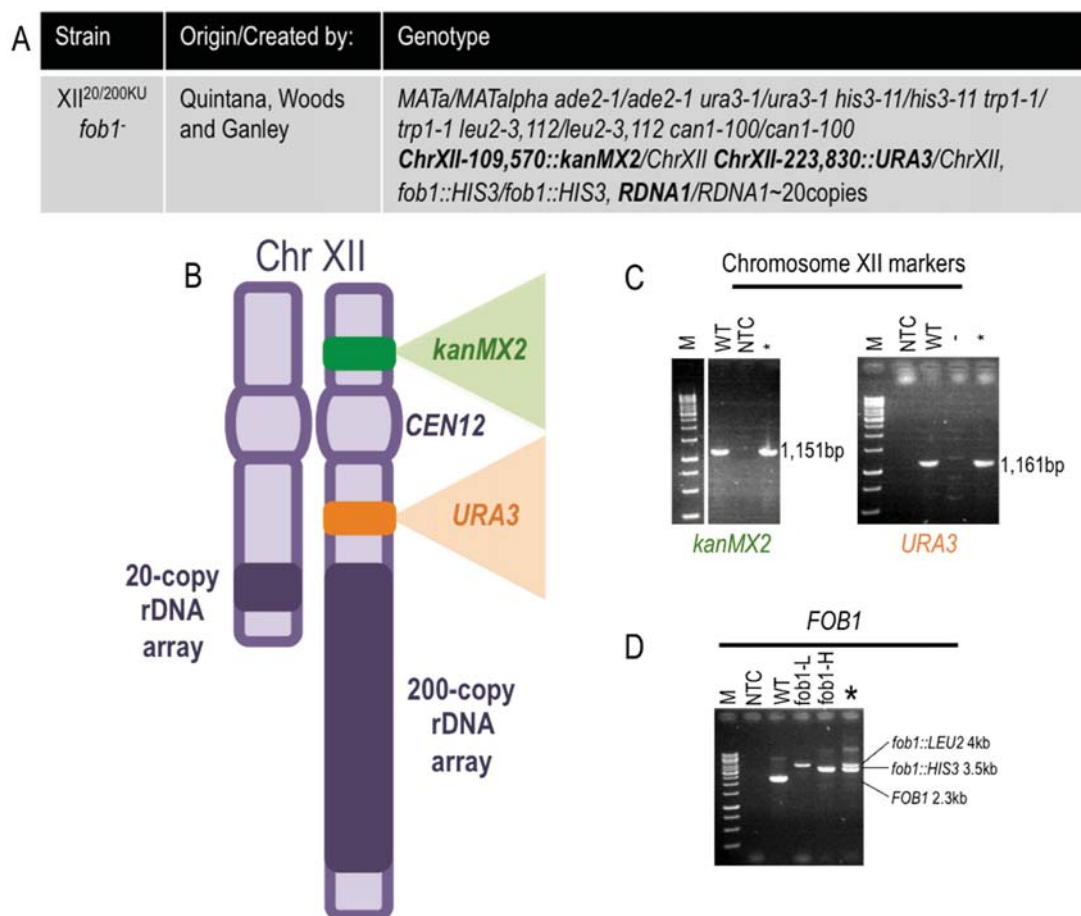 A
Strain
Origin/Created by:
Genotype
XII20/200KU
fob1-
Quintana, Woods
and Ganley
MATa/MATalpha ade2-1/ade2-1 ura3-1/ura3-1 his3-11/his3-11 trp1-1/
trp1-1 leu2-3,112/leu2-3,112 can1-100/can1-100
ChrXII-109,570::kanMX2/ChrXII ChrXII-223,830::URA3/ChrXII,
fob1::HIS3/fob1::HIS3, RDNA1/RDNA1~20copies
B
Chr XII
kanMX2
CEN12
URA3
20-copy
rDNA
array
200-copy
rDNA
array
C
Chromosome XII markers
M
WT
NTC
*
1,151bp
kanMX2
M
NTC
WT
-
*
1,161bp
URA3
D
FOB1
M
NTC
WT
fob1-L
fob1-H
*
fob1::LEU2 4kb
fob1::HIS3 3.5kb
FOB1 2.3kb